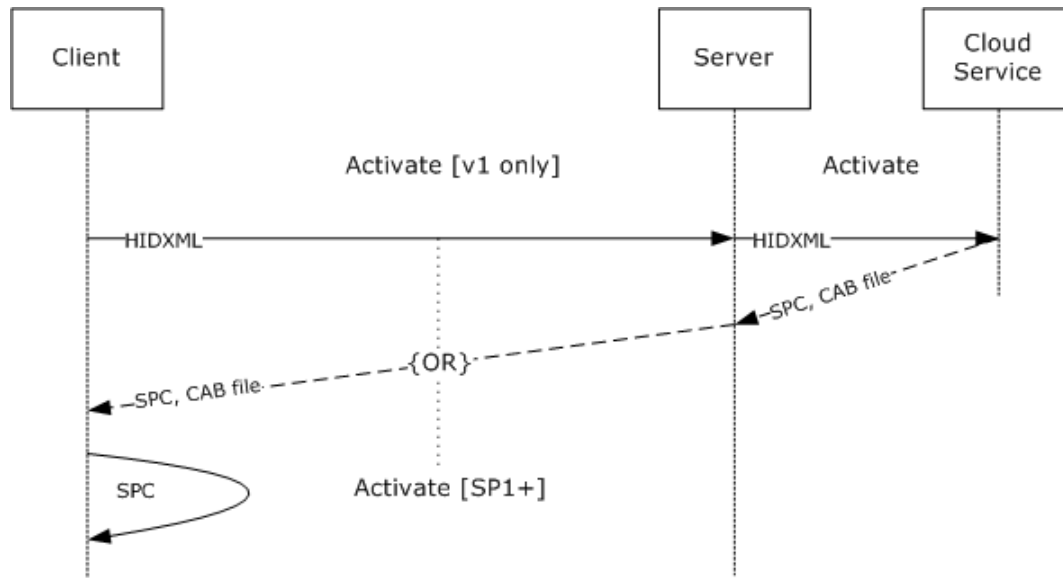 Client
Server
Cloud
Service
Activate [v1 only]
Activate
HIDXML
HIDXML
SPC, CAB file
{OR}
SPC, CAB file
SPC
Activate [SP1+]